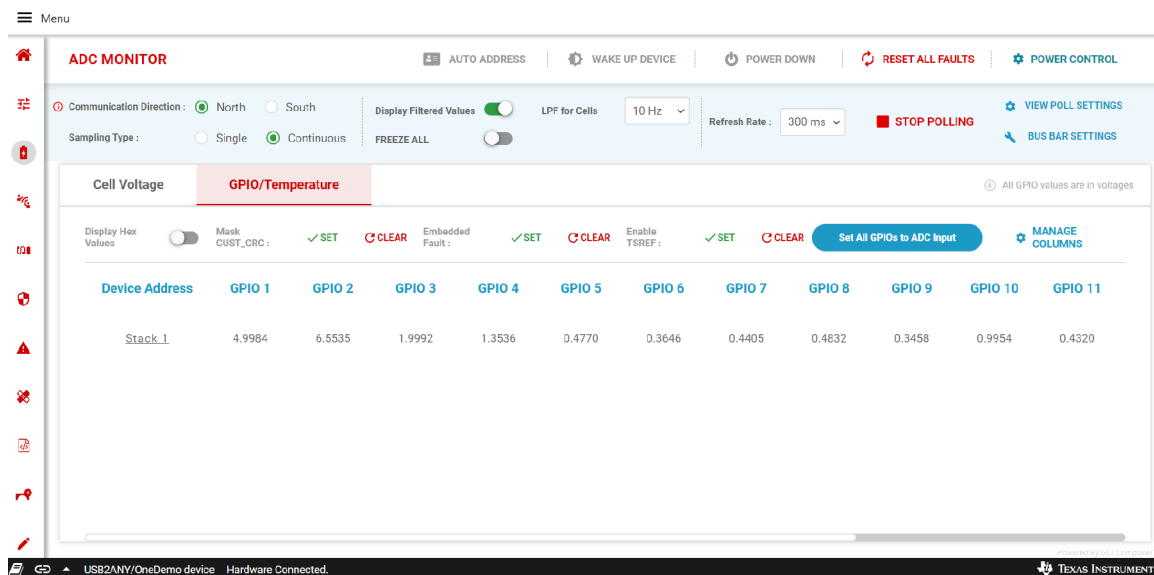 Menu
ADC MONITOR AUTO ADDRESS WAKE UP DEVICE POWER DOWN RESET ALL FAULTS POWER CONTROL
Communication Direction : North South Display Filtered Values LPF for Cells 10 Hz Refresh Rate : 300 ms STOP POLLING VIEW POLL SETTINGS
Sampling Type : Single Continuous FREEZE ALL BUS BAR SETTINGS
Cell Voltage GPIO/Temperature All GPIO values are in voltages
Display Hex Values Mask CUST_CRC : SET CLEAR Embedded Fault : SET CLEAR Enable TSREF : SET CLEAR Set All GPIOs to ADC Input MANAGE COLUMNS
Device Address GPIO 1 GPIO 2 GPIO 3 GPIO 4 GPIO 5 GPIO 6 GPIO 7 GPIO 8 GPIO 9 GPIO 10 GPIO 11
Stack 1 4.9984 6.5535 1.9992 1.3536 0.4770 0.3646 0.4405 0.4832 0.3458 0.9954 0.4320
Powered By GUI Composer
USB2ANY/OneDemo device Hardware Connected. TEXAS INSTRUMENTS